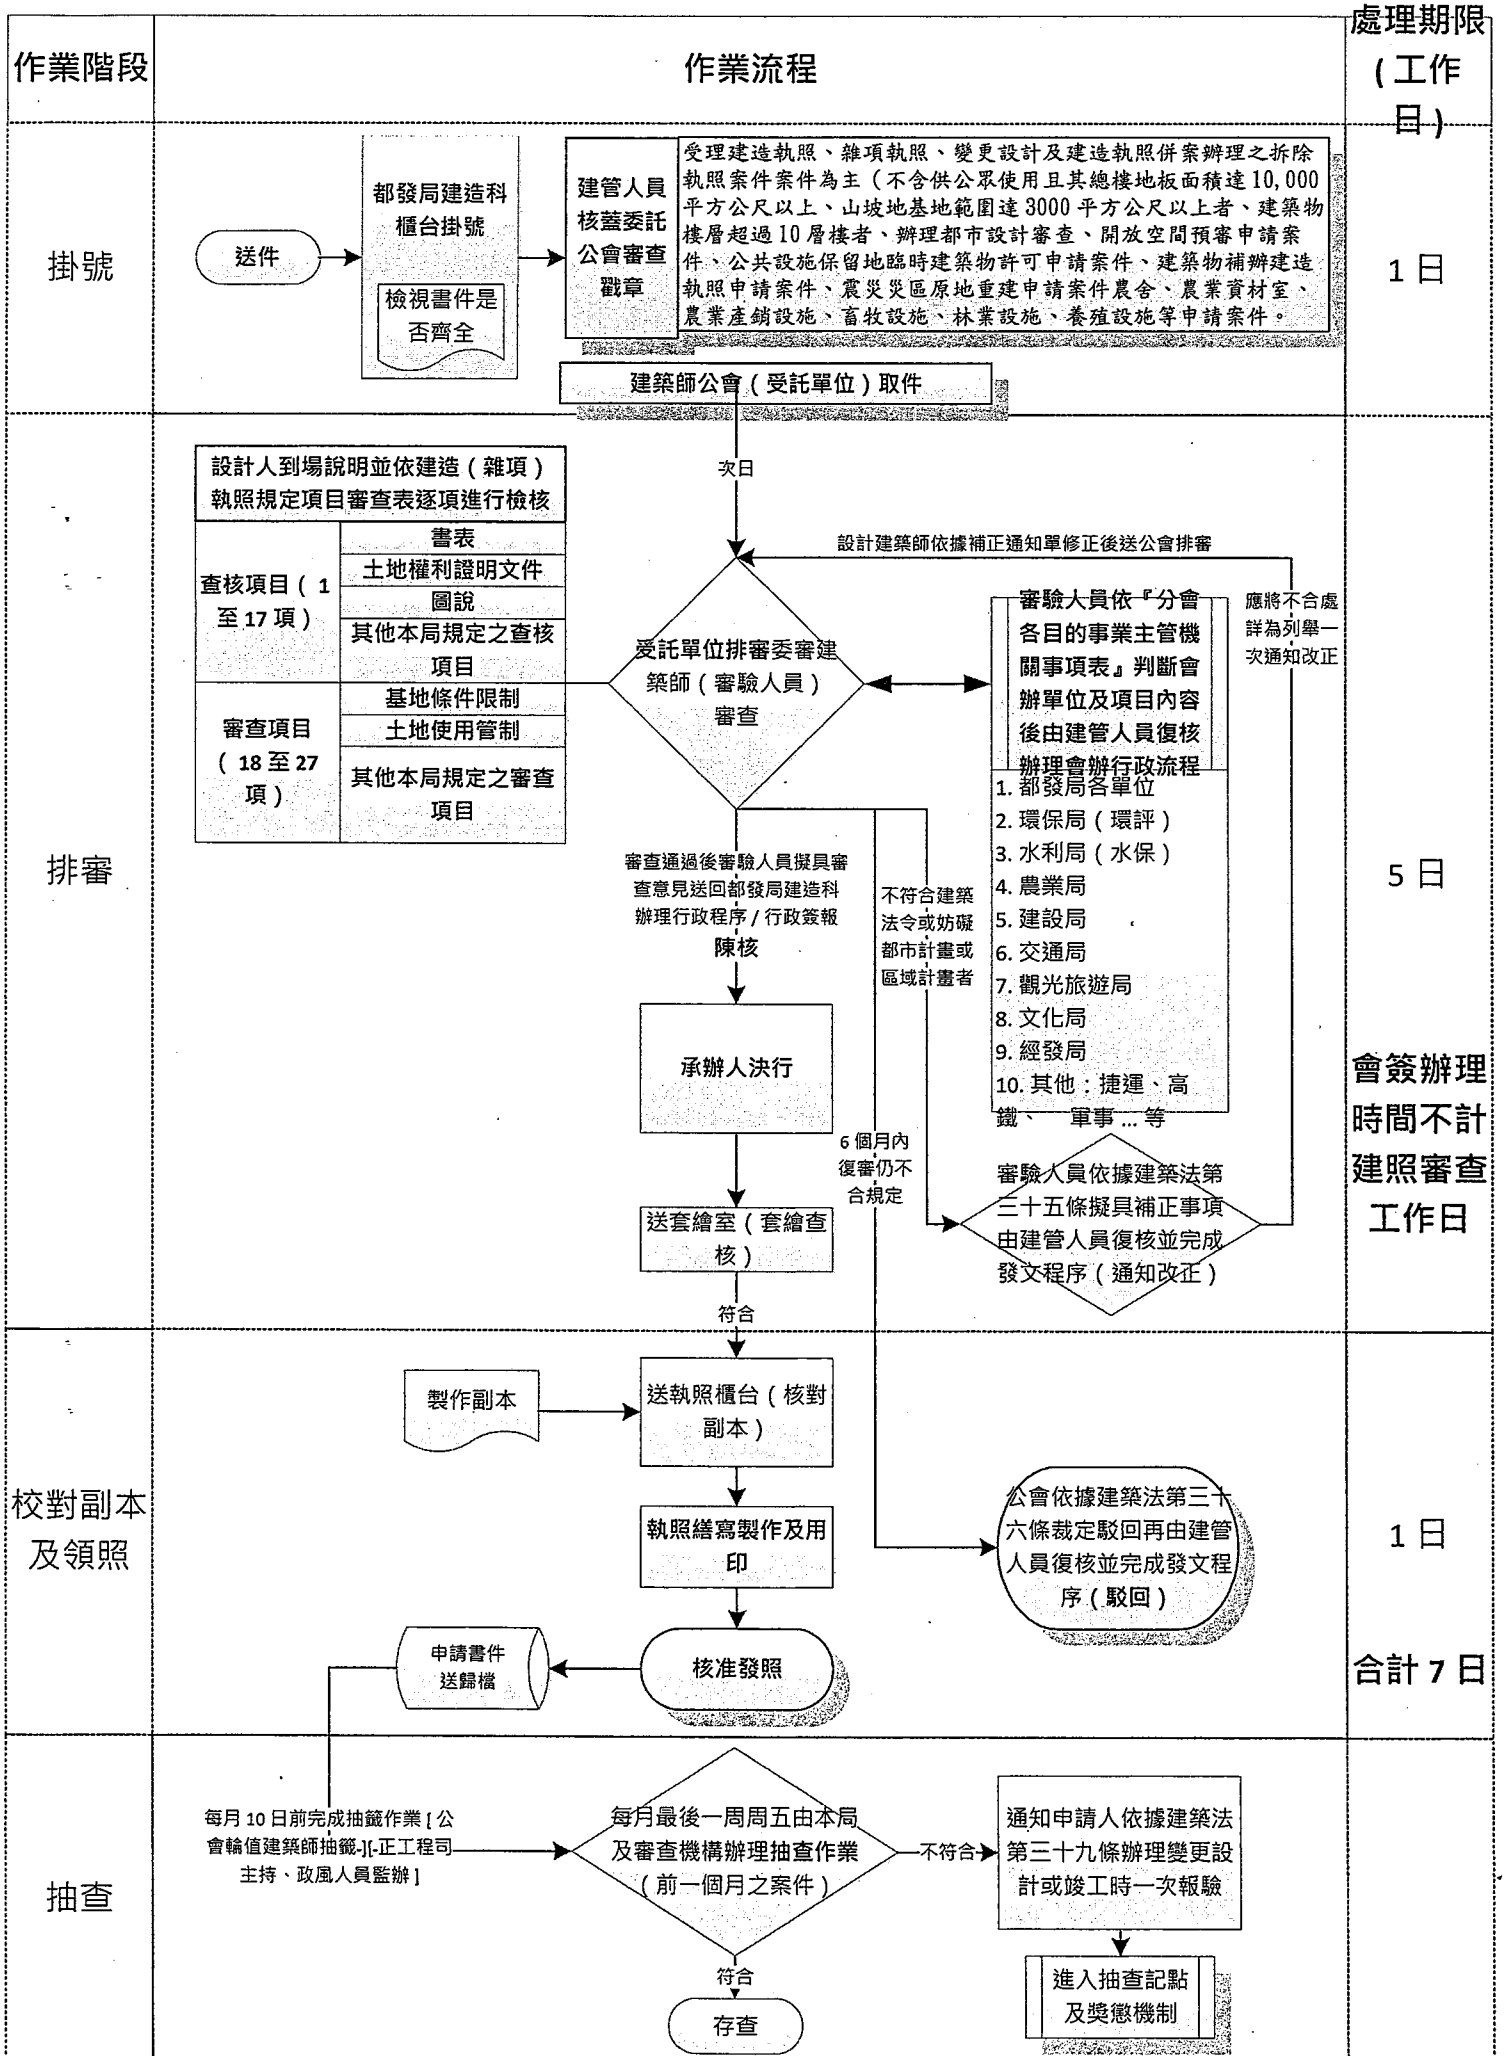 作業階段
作業流程
處理期限
(工作
日)
掛號
送件
都發局建造科
櫃台掛號
檢視書件是
否齊全
建管人員
核蓋委託
公會審查
戳章
受理建造執照、雜項執照、變更設計及建造執照併案辦理之拆除
執照案件案件為主（不含供公眾使用且其總樓地板面積達10,000
平方公尺以上、山坡地基地範圍達3000平方公尺以上者、建築物
樓層超過10層樓者、辦理都市設計審查、開放空間預審申請案
件、公共設施保留地臨時建築物許可申請案件、建築物補辦建造
執照申請案件、震災災區原地重建申請案件農舍、農業資材室、
農業產銷設施、畜牧設施、林業設施、養殖設施等申請案件。
1日
建築師公會（受託單位）取件
排審
次日
設計人到場說明並依建造（雜項）
執照規定項目審查表逐項進行檢核
查核項目（ 1
至 17 項）
書表
土地權利證明文件
圖說
其他本局規定之查核
項目
審查項目
（ 18 至 27
項）
基地條件限制
土地使用管制
其他本局規定之審查
項目
設計建築師依據補正通知單修正後送公會排審
受託單位排審委審建
築師（審驗人員）
審查
審驗人員依『分會
各目的事業主管機
關事項表』判斷會
辦單位及項目內容
後由建管人員復核
辦理會辦行政流程
1. 都發局各單位
2. 環保局（環評）
3. 水利局（水保）
4. 農業局
5. 建設局
6. 交通局
7. 觀光旅遊局
8. 文化局
9. 經發局
10. 其他：捷運、高
鐵、 軍事 ... 等
應將不合處
詳為列舉一
次通知改正
審查通過後審驗人員擬具審
查意見送回都發局建造科
辦理行政程序 / 行政簽報
陳核
不符合建築
法令或妨礙
都市計畫或
區域計畫者
5日
承辦人決行
6 個月內
復審仍不
合規定
會簽辦理
時間不計
建照審查
工作日
審驗人員依據建築法第
三十五條擬具補正事項
由建管人員復核並完成
發文程序（通知改正）
送套繪室（套繪查
核）
符合
校對副本
及領照
製作副本
送執照櫃台（核對
副本）
執照繕寫製作及用
印
公會依據建築法第三十
六條裁定駁回再由建管
人員復核並完成發文程
序（駁回）
1日
核准發照
申請書件
送歸檔
合計 7 日
抽查
每月 10 日前完成抽籤作業 [ 公
會輪值建築師抽籤-][-正工程司
主持、政風人員監辦 ]
每月最後一周周五由本局
及審查機構辦理抽查作業
（前一個月之案件）
不符合
通知申請人依據建築法
第三十九條辦理變更設
計或竣工時一次報驗
符合
存查
進入抽查記點
及獎懲機制